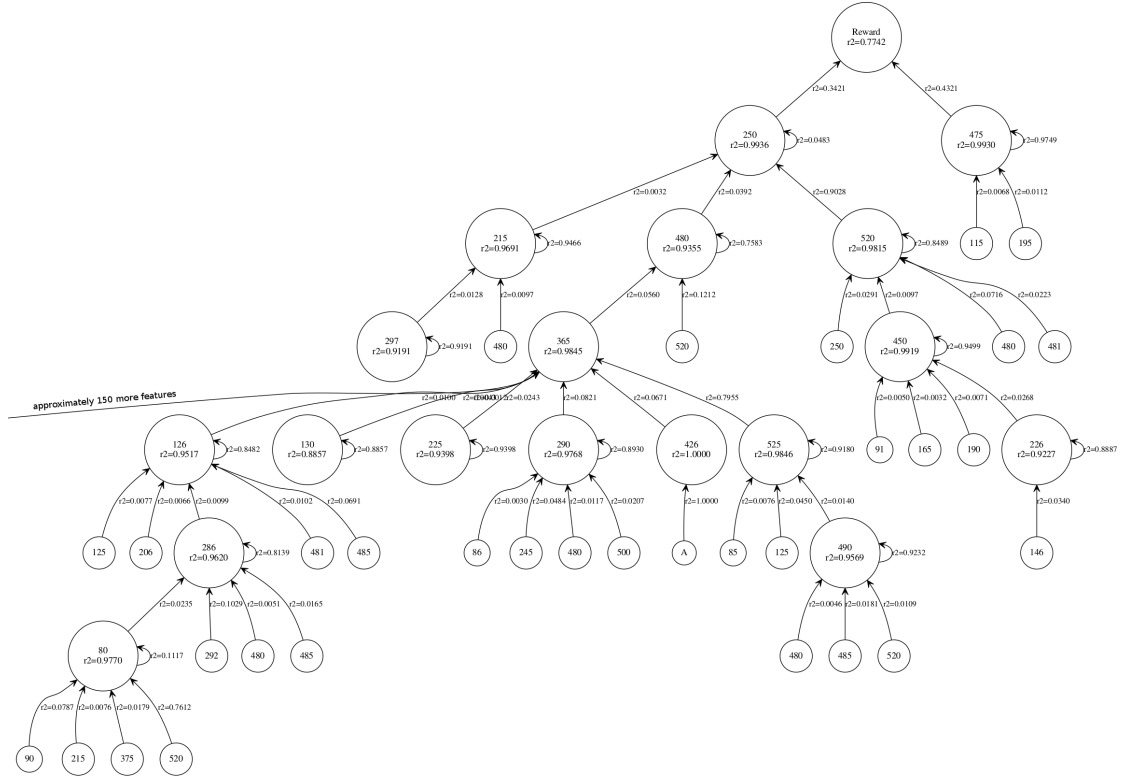 Reward
r2=0.7742
r2=0.3421
r2=0.4321
250
r2=0.9936
r2=0.0483
475
r2=0.9930
r2=0.9749
r2=0.0032
r2=0.0392
r2=0.9028
r2=0.0068
r2=0.0112
215
r2=0.9691
r2=0.9466
480
r2=0.9355
r2=0.7583
520
r2=0.9815
r2=0.8489
115
195
r2=0.0128
r2=0.0097
r2=0.0560
r2=0.1212
r2=0.0291
r2=0.0097
r2=0.0716
r2=0.0223
297
r2=0.9191
r2=0.9191
480
365
r2=0.9845
520
250
450
r2=0.9919
r2=0.9499
480
481
approximately 150 more features
r2=0.0100
r2=0.0243
r2=0.0821
r2=0.0671
r2=0.7955
r2=0.0050
r2=0.0032
r2=0.0071
r2=0.0268
126
r2=0.9517
r2=0.8482
130
r2=0.8857
r2=0.8857
225
r2=0.9398
r2=0.9398
290
r2=0.9768
r2=0.8930
426
r2=1.0000
525
r2=0.9846
r2=0.9180
91
165
190
226
r2=0.9227
r2=0.8887
r2=0.0077
r2=0.0066
r2=0.0099
r2=0.0102
r2=0.0691
r2=0.0030
r2=0.0484
r2=0.0117
r2=0.0207
r2=1.0000
r2=0.0076
r2=0.0450
r2=0.0140
r2=0.0340
125
206
286
r2=0.9620
r2=0.8139
481
485
86
245
480
500
A
85
125
490
r2=0.9569
r2=0.9232
146
r2=0.0235
r2=0.1029
r2=0.0051
r2=0.0165
r2=0.0046
r2=0.0181
r2=0.0109
80
r2=0.9770
r2=0.1117
292
480
485
480
485
520
r2=0.0787
r2=0.0076
r2=0.0179
r2=0.7612
90
215
375
520